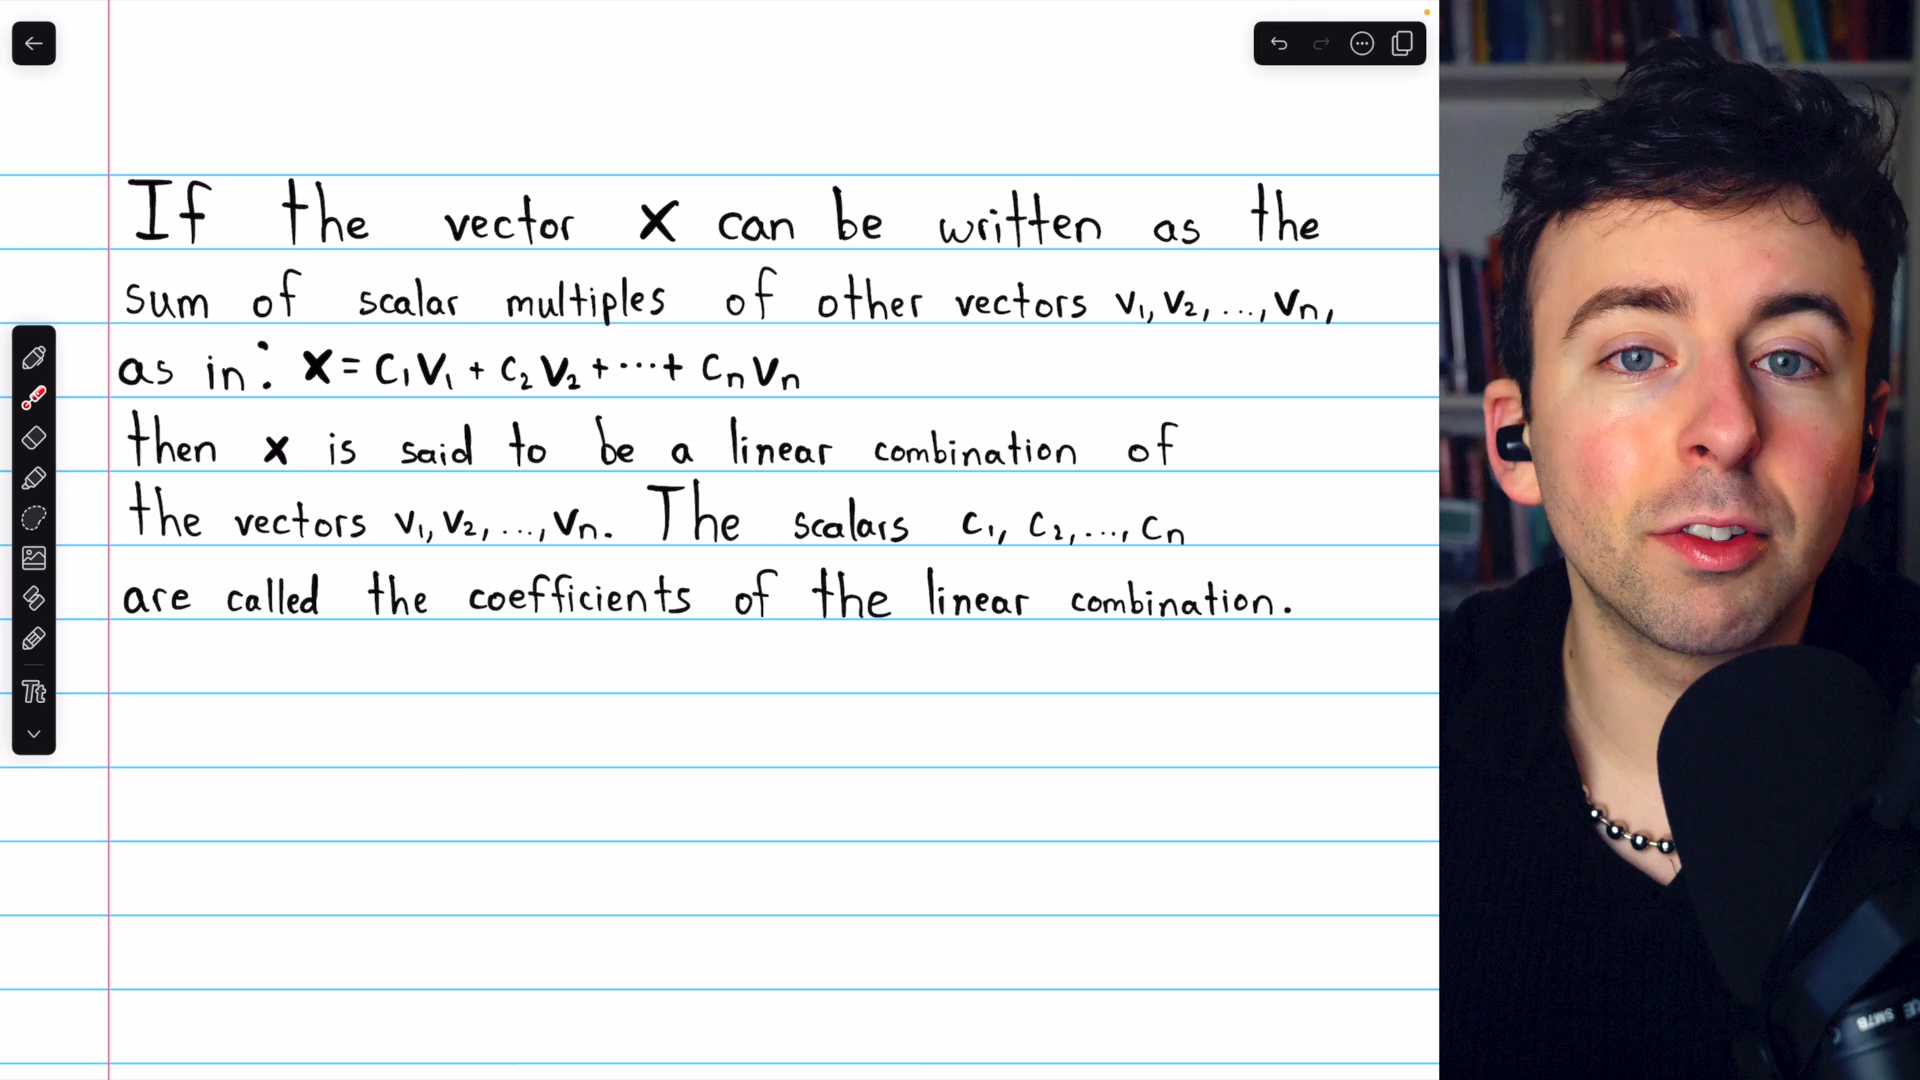 If the vector x can be written as the
sum of scalar multiples of other vectors v₁, v₂, ..., vₙ,
as in: x = c₁v₁ + c₂v₂ + ··· + cₙvₙ
then x is said to be a linear combination of
the vectors v₁, v₂, ..., vₙ. The scalars c₁, c₂, ..., cₙ
are called the coefficients of the linear combination.
Tt
SM7B